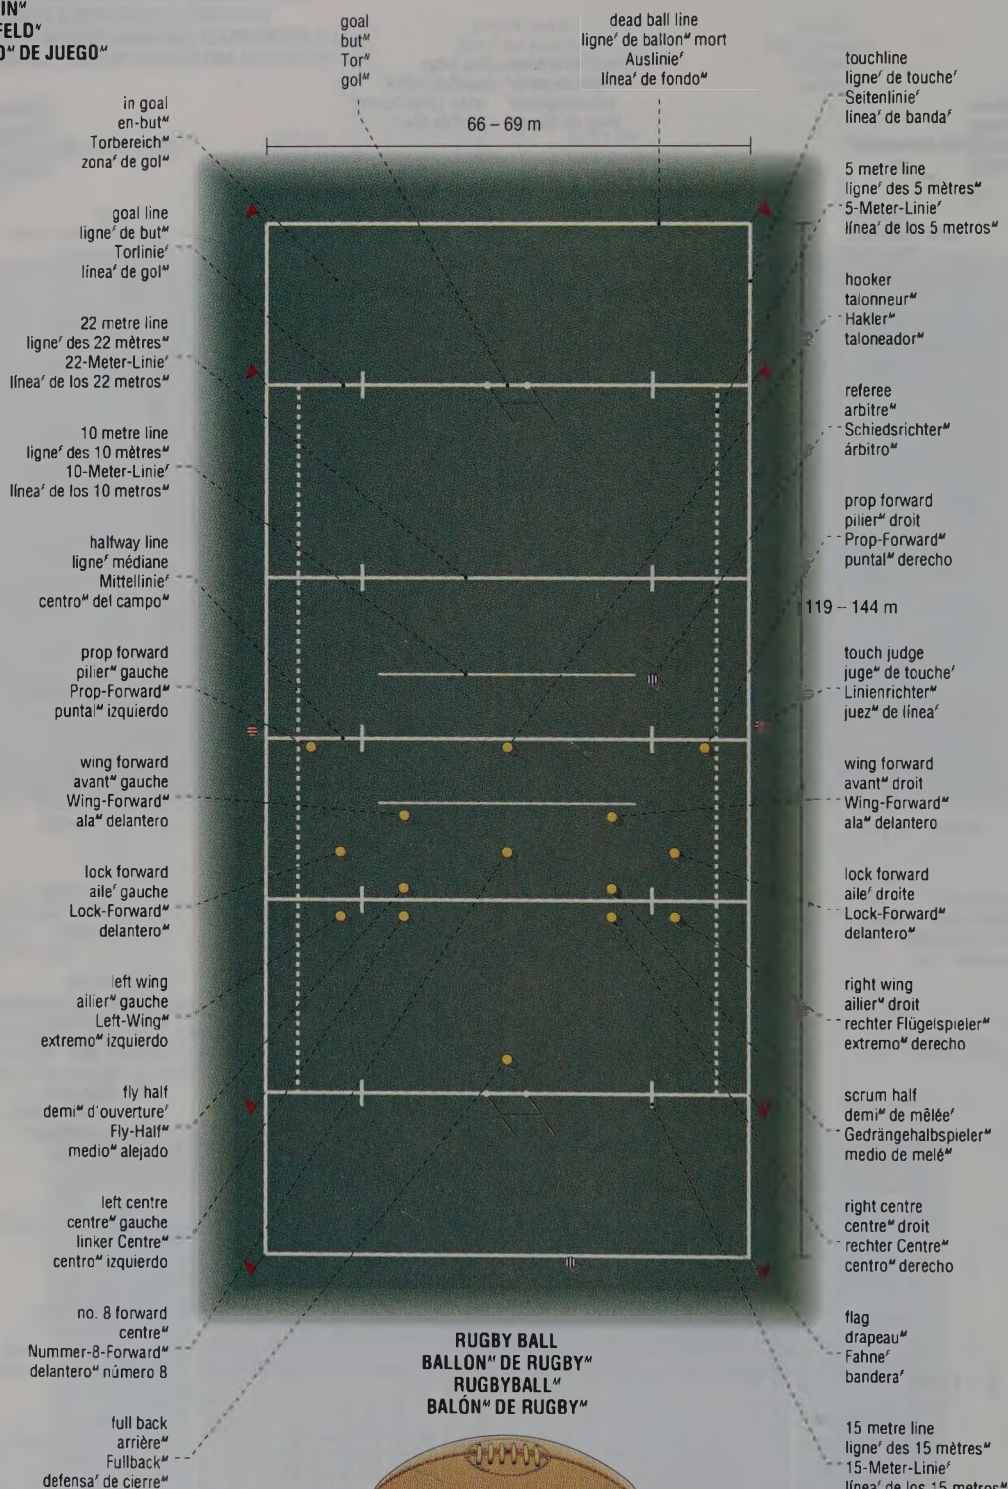 IN ᴹ
FELD ᴺ
O ᴹ DE JUEGO ᴹ
goal
but ᴹ
Tor ᴺ
gol ᴹ
dead ball line
ligne ᶠ de ballon ᴹ mort
Auslinie ᶠ
línea ᶠ de fondo ᴹ
66 – 69 m
in goal
en-but ᴹ
Torbereich ᴹ
zona ᶠ de gol ᴹ
goal line
ligne ᶠ de but ᴹ
Torlinie ᶠ
línea ᶠ de gol ᴹ
22 metre line
ligne ᶠ des 22 mètres ᴹ
22-Meter-Linie ᶠ
línea ᶠ de los 22 metros ᴹ
10 metre line
ligne ᶠ des 10 mètres ᴹ
10-Meter-Linie ᶠ
línea ᶠ de los 10 metros ᴹ
halfway line
ligne ᶠ médiane
Mittellinie ᶠ
centro ᴹ del campo ᴹ
prop forward
pilier ᴹ gauche
Prop-Forward ᴹ
puntal ᴹ izquierdo
wing forward
avant ᴹ gauche
Wing-Forward ᴹ
ala ᴹ delantero
lock forward
aile ᶠ gauche
Lock-Forward ᴹ
delantero ᴹ
left wing
ailier ᴹ gauche
Left-Wing ᴹ
extremo ᴹ izquierdo
fly half
demi ᴹ d'ouverture ᶠ
Fly-Half ᴹ
medio ᴹ alejado
left centre
centre ᴹ gauche
linker Centre ᴹ
centro ᴹ izquierdo
no. 8 forward
centre ᴹ
Nummer-8-Forward ᴹ
delantero ᴹ número 8
full back
arrière ᴹ
Fullback ᴹ
defensa ᶠ de cierre ᴹ
touchline
ligne ᶠ de touche ᶠ
Seitenlinie ᶠ
línea ᶠ de banda ᶠ
5 metre line
ligne ᶠ des 5 mètres ᴹ
5-Meter-Linie ᶠ
línea ᶠ de los 5 metros ᴹ
hooker
talonneur ᴹ
Hakler ᴹ
taloneador ᴹ
referee
arbitre ᴹ
Schiedsrichter ᴹ
árbitro ᴹ
prop forward
pilier ᴹ droit
Prop-Forward ᴹ
puntal ᴹ derecho
119 – 144 m
touch judge
juge ᴹ de touche ᶠ
Linienrichter ᴹ
juez ᴹ de línea ᶠ
wing forward
avant ᴹ droit
Wing-Forward ᴹ
ala ᴹ delantero
lock forward
aile ᶠ droite
Lock-Forward ᴹ
delantero ᴹ
right wing
ailier ᴹ droit
rechter Flügelspieler ᴹ
extremo ᴹ derecho
scrum half
demi ᴹ de mêlée ᶠ
Gedrängehalbspieler ᴹ
medio de melé ᴹ
right centre
centre ᴹ droit
rechter Centre ᴹ
centro ᴹ derecho
flag
drapeau ᴹ
Fahne ᶠ
bandera ᶠ
15 metre line
ligne ᶠ des 15 mètres ᴹ
15-Meter-Linie ᶠ
línea ᶠ de los 15 metros ᴹ
RUGBY BALL
BALLON ᴹ DE RUGBY ᴹ
RUGBYBALL ᴹ
BALÓN ᴹ DE RUGBY ᴹ